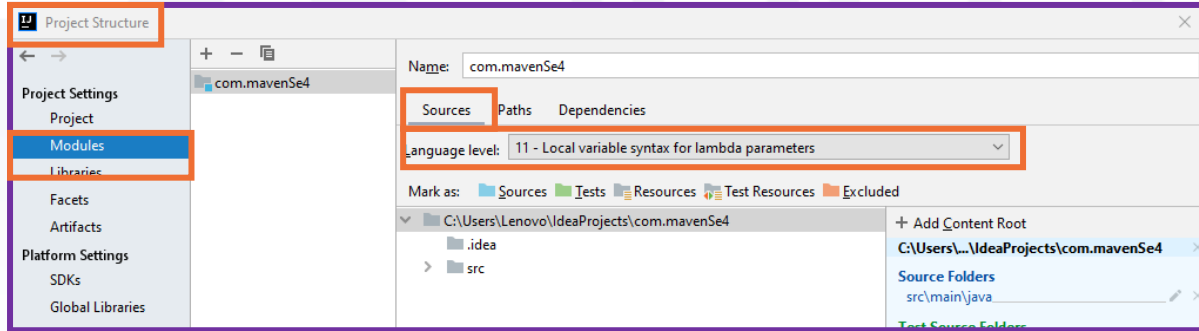 Project Structure
Project Settings
Project
Modules
Libraries
Facets
Artifacts
Platform Settings
SDKs
Global Libraries
com.mavenSe4
Name: com.mavenSe4
Sources Paths Dependencies
Language level: 11 - Local variable syntax for lambda parameters
Mark as: Sources Tests Resources Test Resources Excluded
C:\Users\Lenovo\IdeaProjects\com.mavenSe4
.idea
src
+ Add Content Root
C:\Users\...\IdeaProjects\com.mavenSe4
Source Folders
src\main\java
Test Source Folders